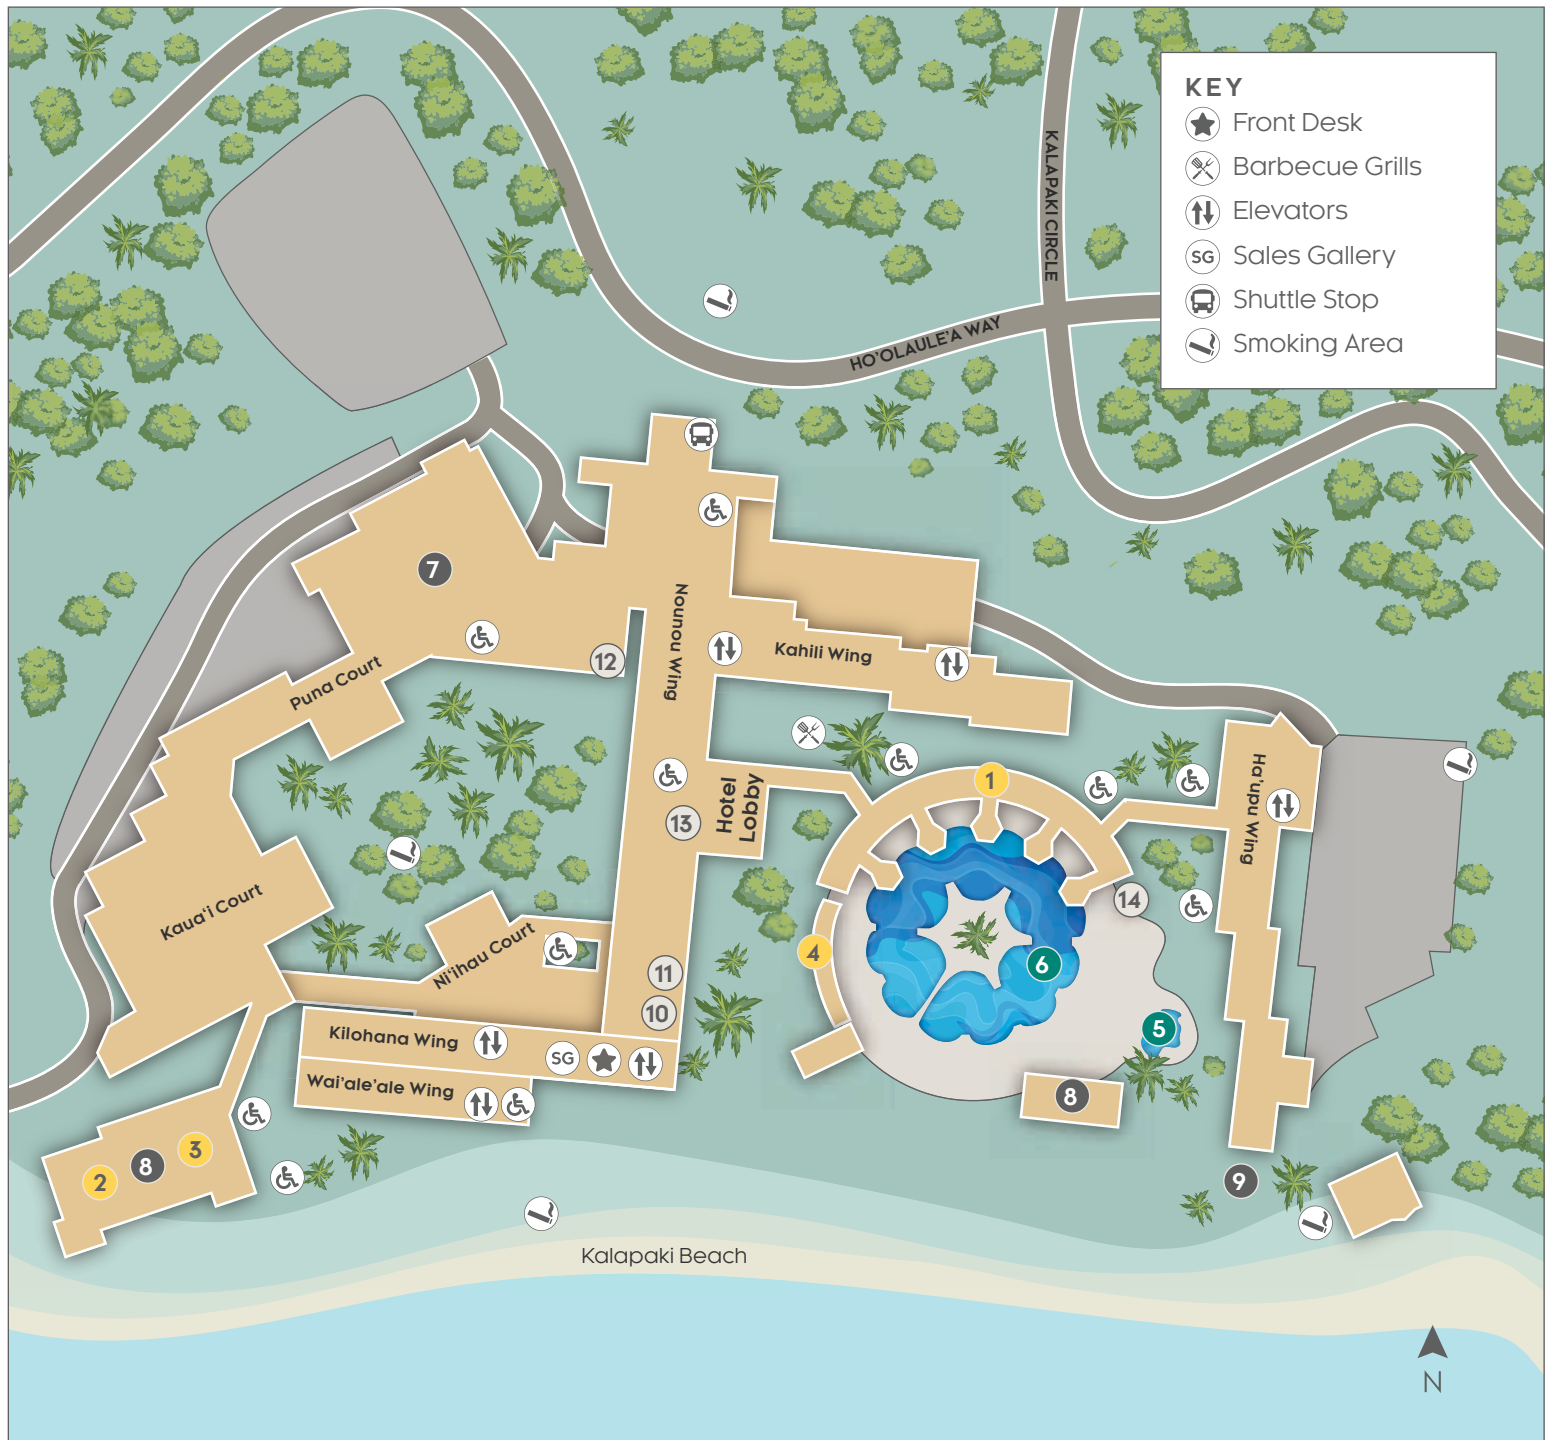 KEY
Front Desk
Barbecue Grills
Elevators
SG Sales Gallery
Shuttle Stop
Smoking Area
KALAPAKI CIRCLE
HO'OLAULE'A WAY
7
12
Nounou Wing
Kahili Wing
Puna Court
1
Ha'upu Wing
Hotel
Lobby
13
14
Kaua'i Court
Ni'ihau Court
4
6
11
10
5
Kilohana Wing
SG
Wai'ale'ale Wing
8
2
8
3
9
Kalapaki Beach
N